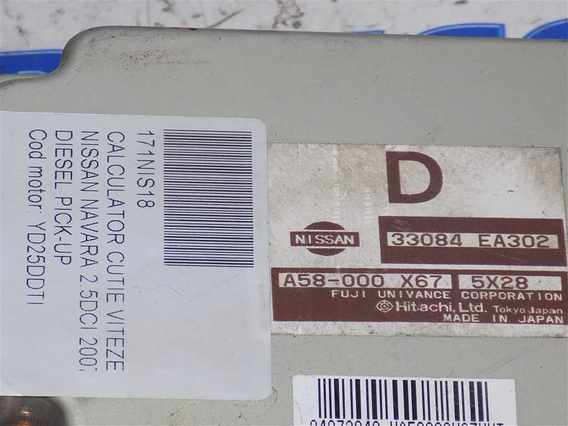 171NIS18
CALCULATOR CUTIE VITEZE
NISSAN NAVARA 2.5DCI 2007
DIESEL PICK-UP
Cod motor: YD25DDTI
D
NISSAN
33084 EA302
A58-000 X67 5X28
FUJI UNIVANCE CORPORATION
Hitachi, Ltd. Tokyo Japan
MADE IN JAPAN